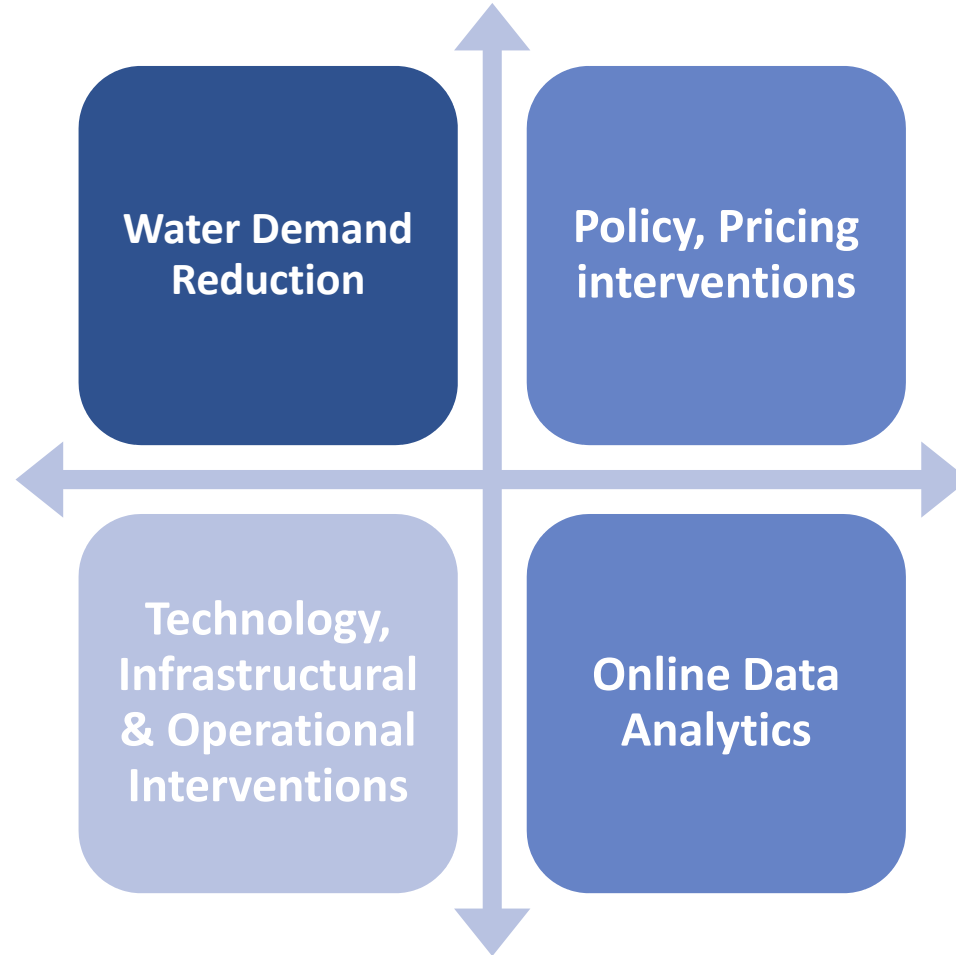 Water Demand
Reduction
Policy, Pricing
interventions
Technology,
Infrastructural
& Operational
Interventions
Online Data
Analytics